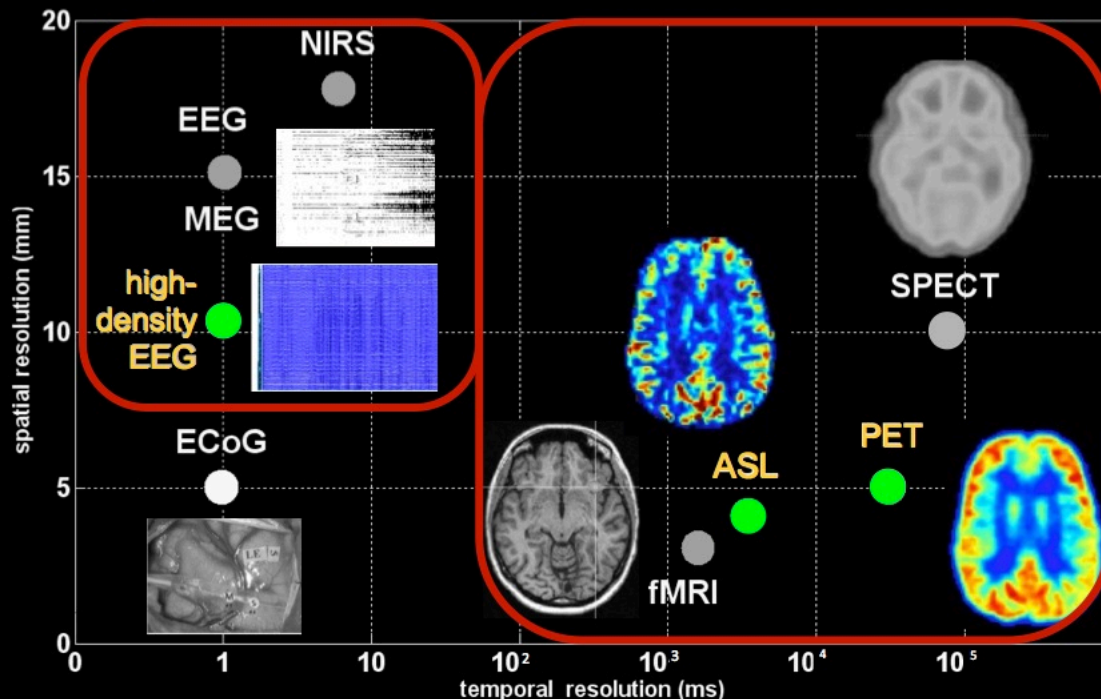 20
15
10
5
0
spatial resolution (mm)
NIRS
EEG
MEG
high-
density
EEG
ECoG
SPECT
PET
ASL
fMRI
0
1
10
10²
10³
10⁴
10⁵
temporal resolution (ms)